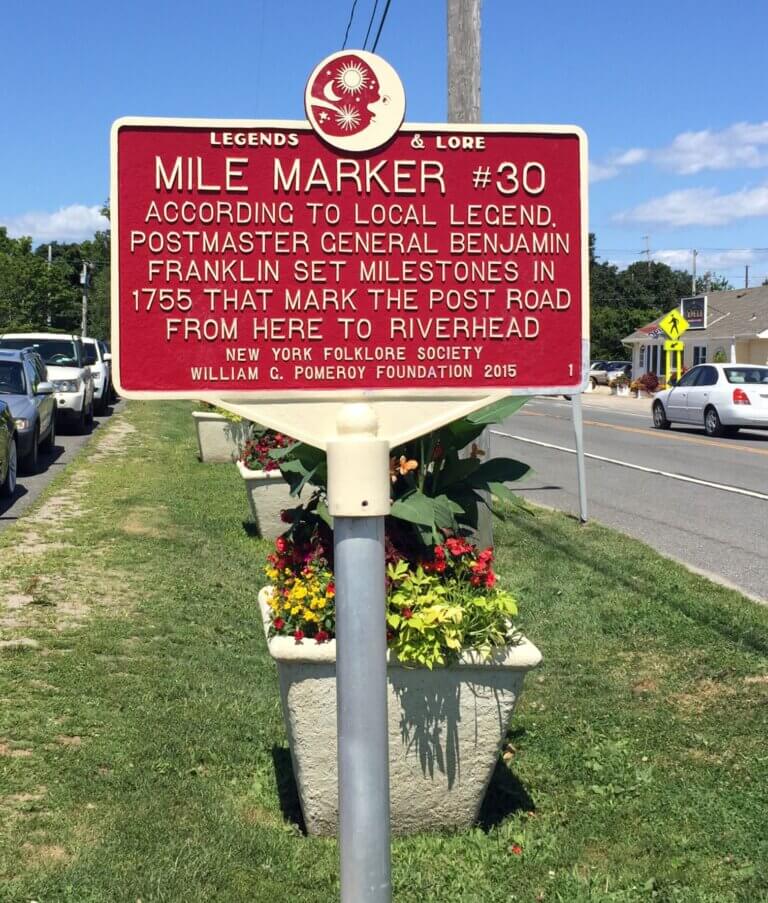 LEGENDS & LORE
MILE MARKER #30
ACCORDING TO LOCAL LEGEND,
POSTMASTER GENERAL BENJAMIN
FRANKLIN SET MILESTONES IN
1755 THAT MARK THE POST ROAD
FROM HERE TO RIVERHEAD
NEW YORK FOLKLORE SOCIETY
WILLIAM G. POMEROY FOUNDATION 2015 1